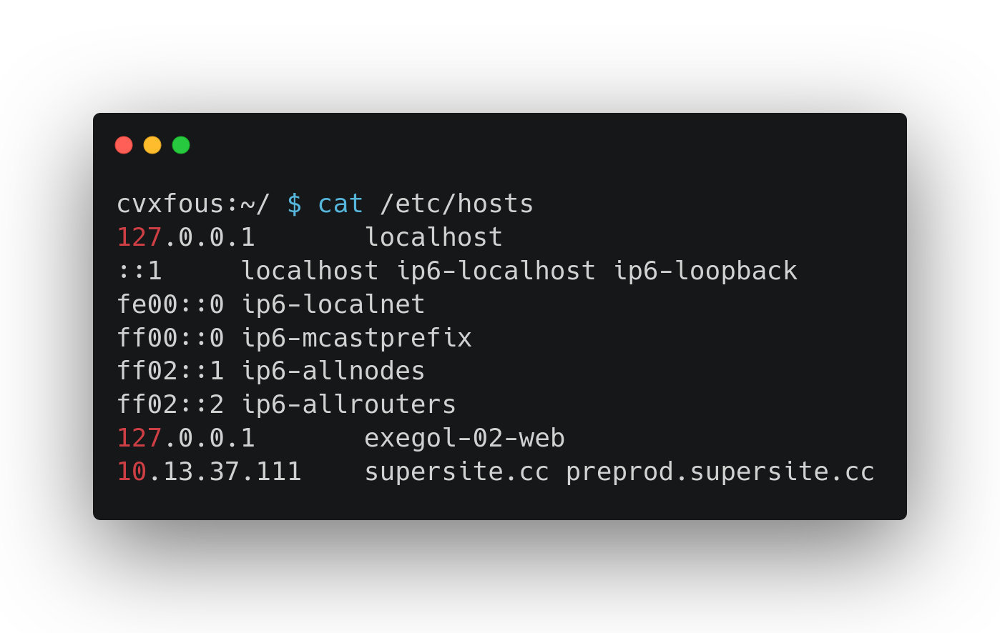 cvxfous:~/ $ cat /etc/hosts
127.0.0.1       localhost
::1     localhost ip6-localhost ip6-loopback
fe00::0 ip6-localnet
ff00::0 ip6-mcastprefix
ff02::1 ip6-allnodes
ff02::2 ip6-allrouters
127.0.0.1       exegol-02-web
10.13.37.111    supersite.cc preprod.supersite.cc